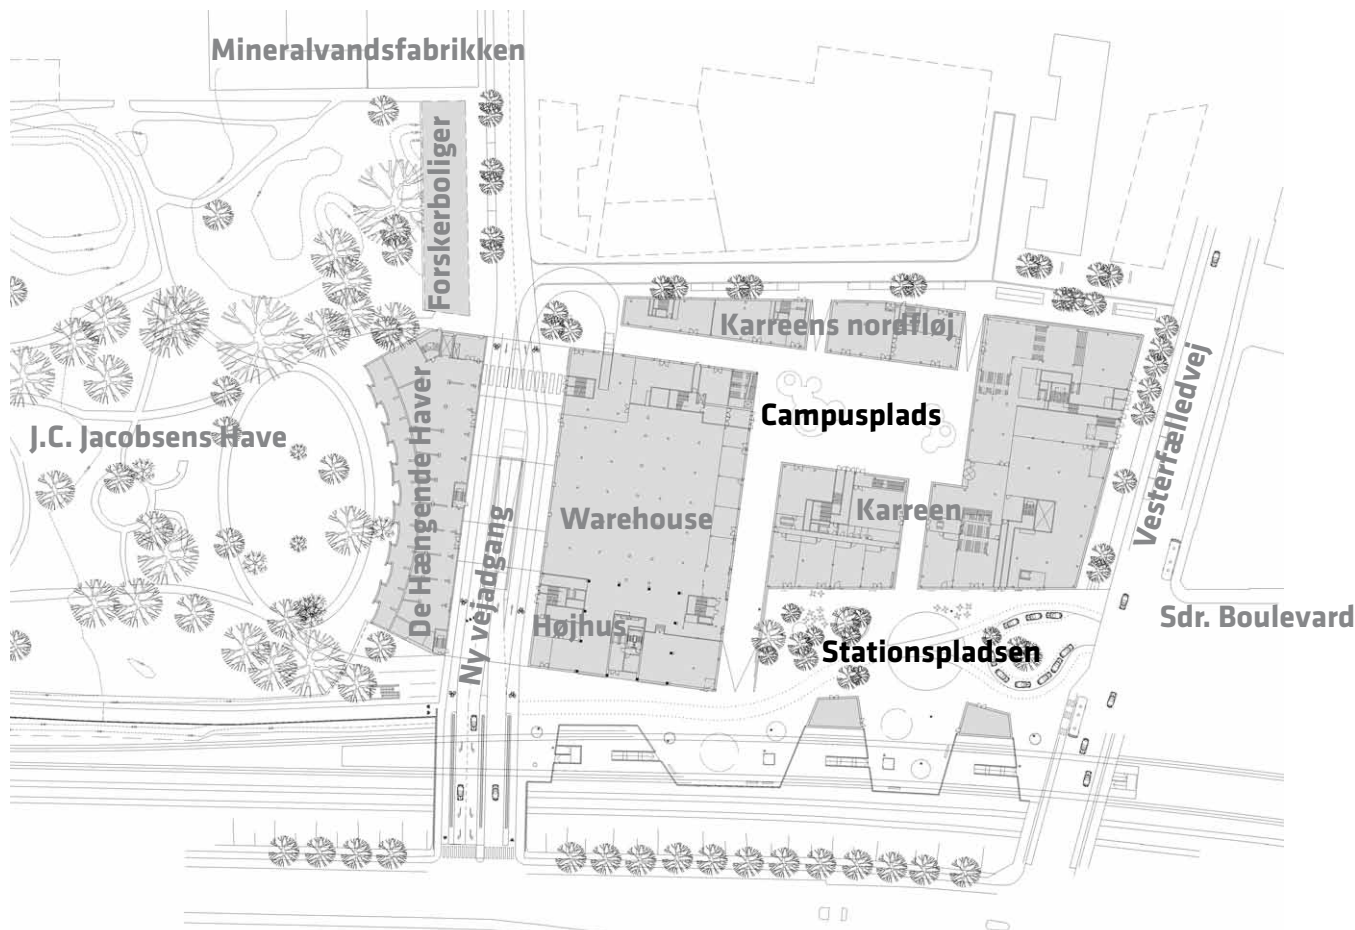 Mineralvandsfabrikken
Forskerboliger
Karreens nordfløj
Campusplads
J.C. Jacobsens Have
De Hængende Haver
Vesterfælledvej
Warehouse
Karreen
Ny vejadgang
Højhus
Sdr. Boulevard
Stationspladsen